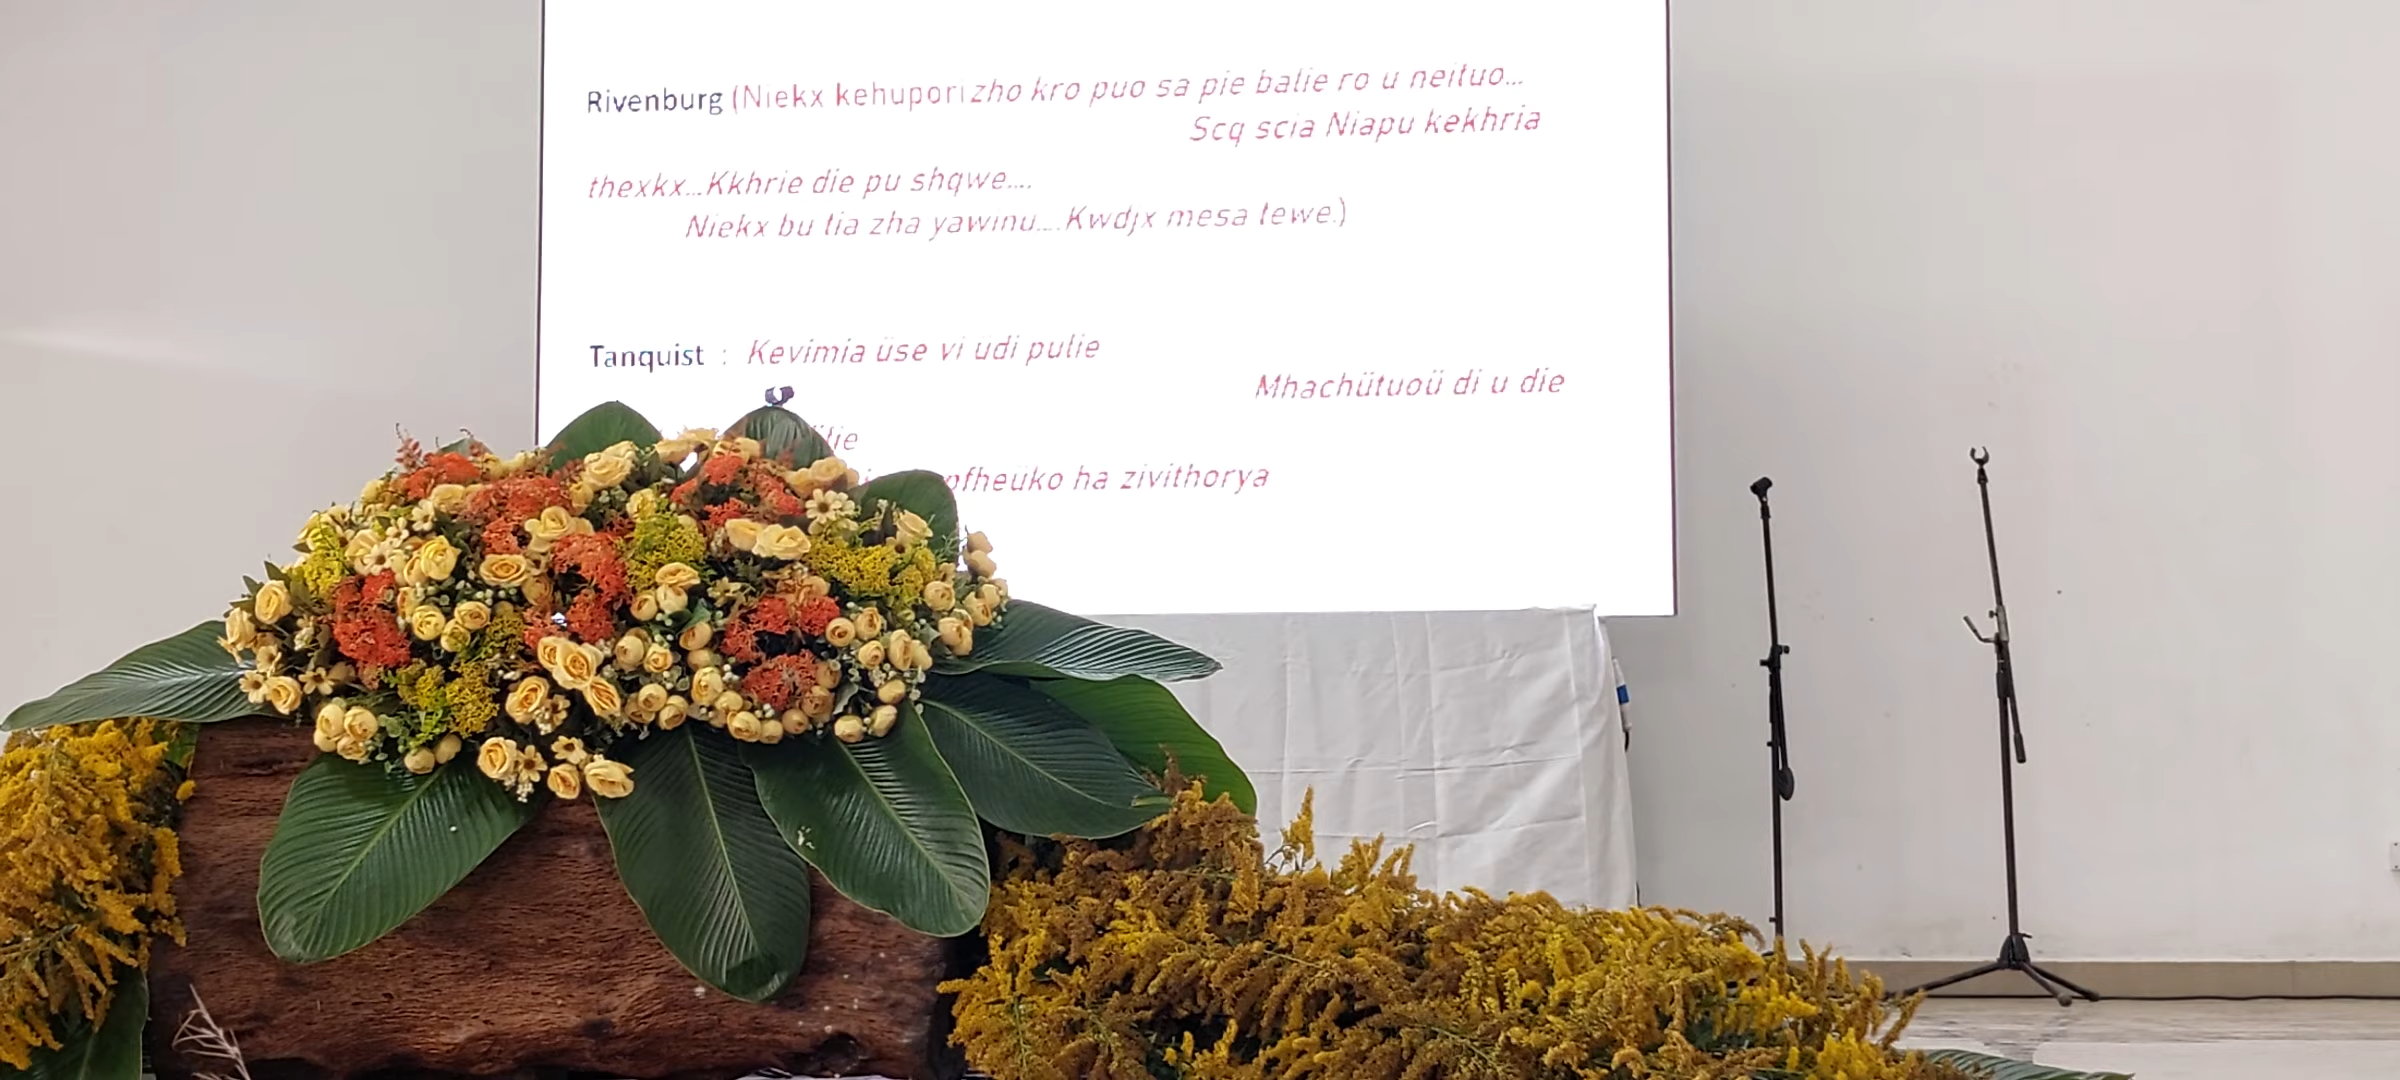 Rivenburg (Niekx kehuporizho kro puo sa pie balie ro u neituo...
Scq scia Niapu kekhria
thexkx...Kkhrie die pu shqwe....
Niekx bu tia zha yawinu....Kwdjx mesa tewe.)
Tanquist : Kevimia üse vi udi pulie
Mhachütuoü di u die
ha zivithorya